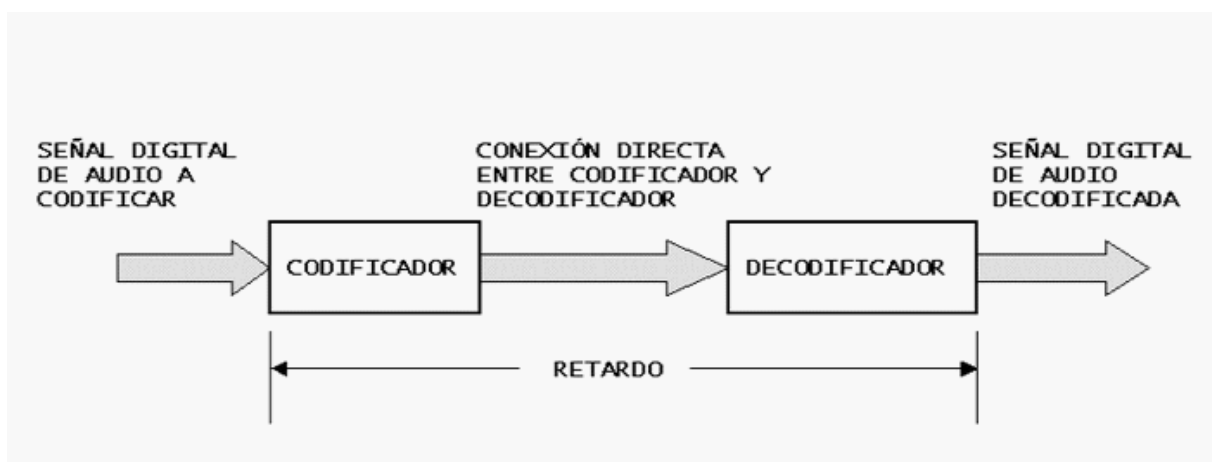 SEÑAL DIGITAL
DE AUDIO A
CODIFICAR
CONEXIÓN DIRECTA
ENTRE CODIFICADOR Y
DECODIFICADOR
SEÑAL DIGITAL
DE AUDIO
DECODIFICADA
CODIFICADOR
DECODIFICADOR
RETARDO